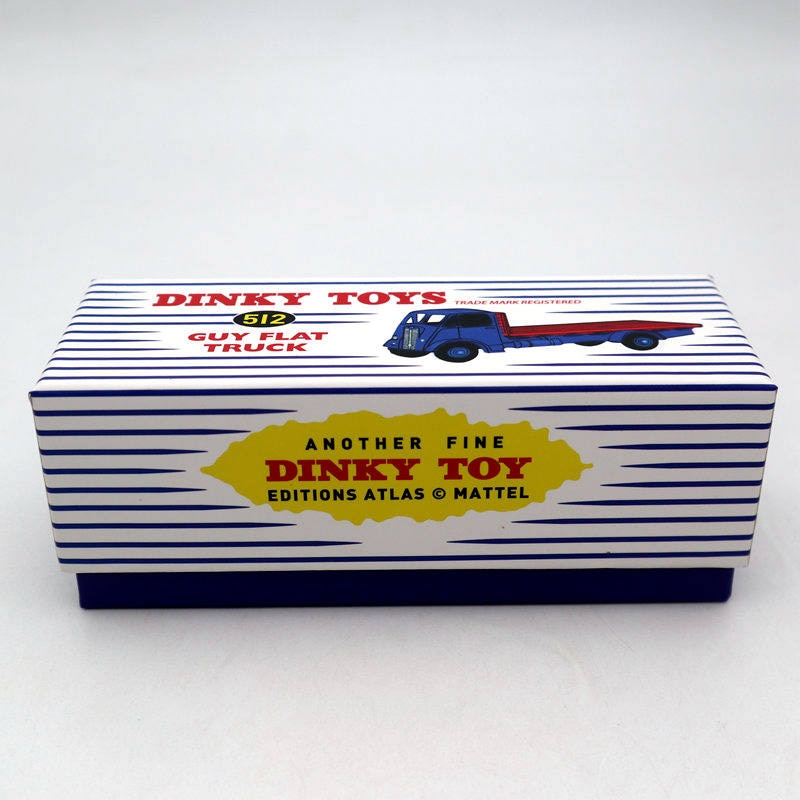 DINKY TOYS TRADE MARK REGISTERED
512
GUY FLAT
TRUCK
ANOTHER FINE
DINKY TOY
EDITIONS ATLAS © MATTEL